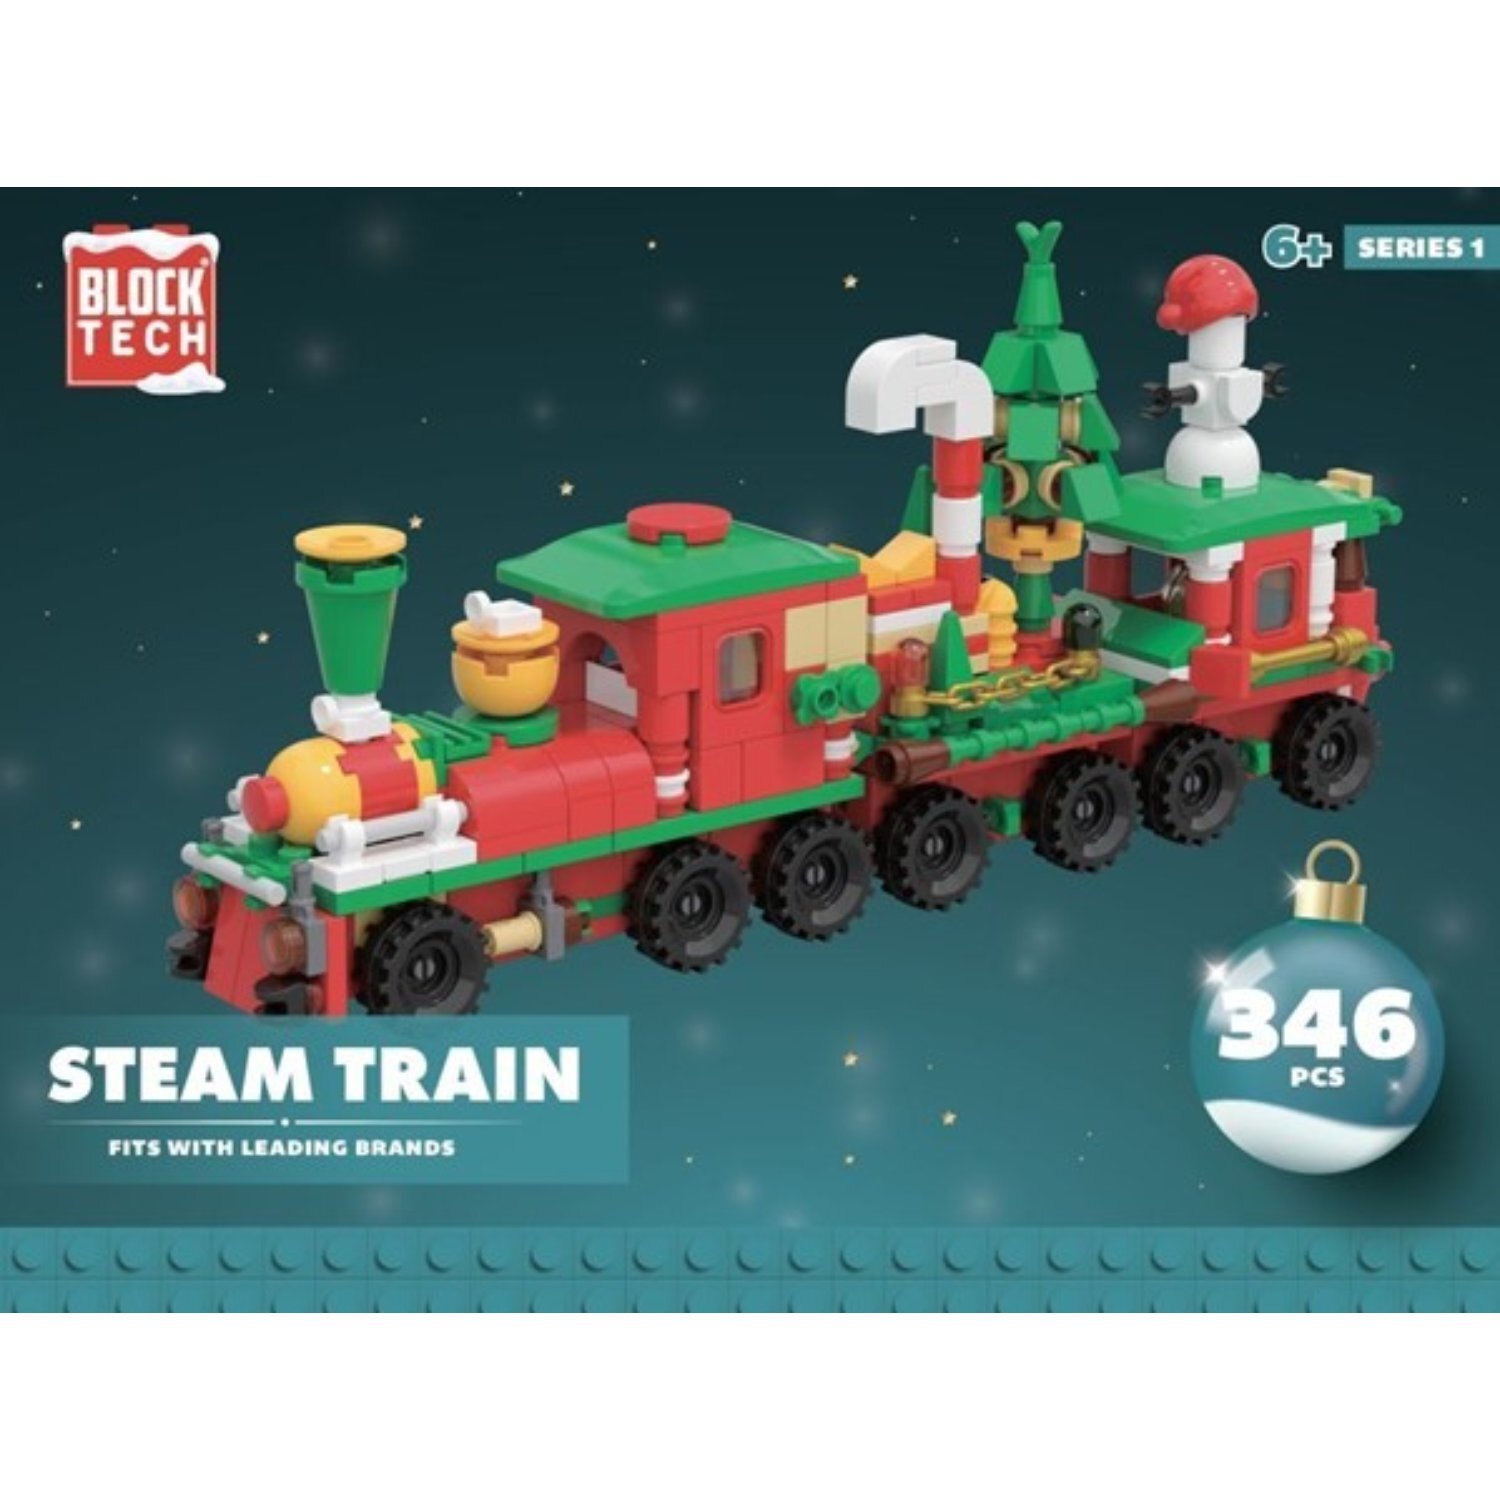 BLOCK®
TECH
6+
SERIES 1
STEAM TRAIN
FITS WITH LEADING BRANDS
346
PCS